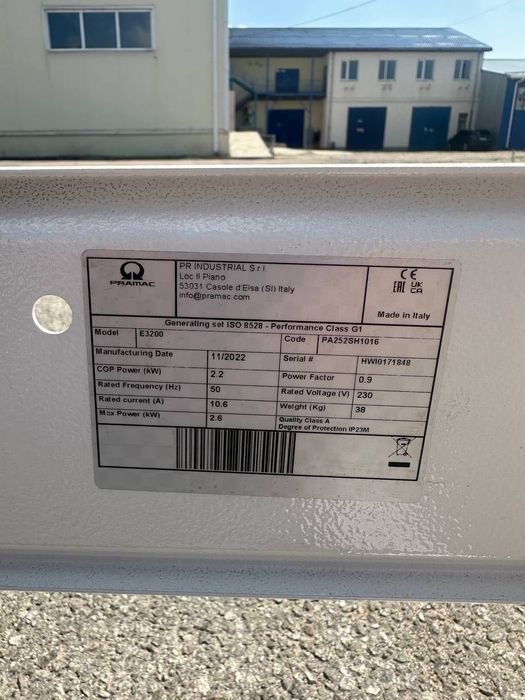 PRAMAC
PR INDUSTRIAL S.r.l.
Loc Il Piano
53031 Casole d'Elsa (SI) Italy
info@pramac.com
CE
EAC UK CA
Made in Italy
Generating set ISO 8528 - Performance Class G1
Model E3200 Code PA252SH1016
Manufacturing Date 11/2022 Serial # HWI0171848
COP Power (kW) 2.2 Power Factor 0.9
Rated Frequency (Hz) 50 Rated Voltage (V) 230
Rated current (A) 10.6 Weight (Kg) 38
Max Power (kW) 2.6 Quality Class A
Degree of Protection IP23M